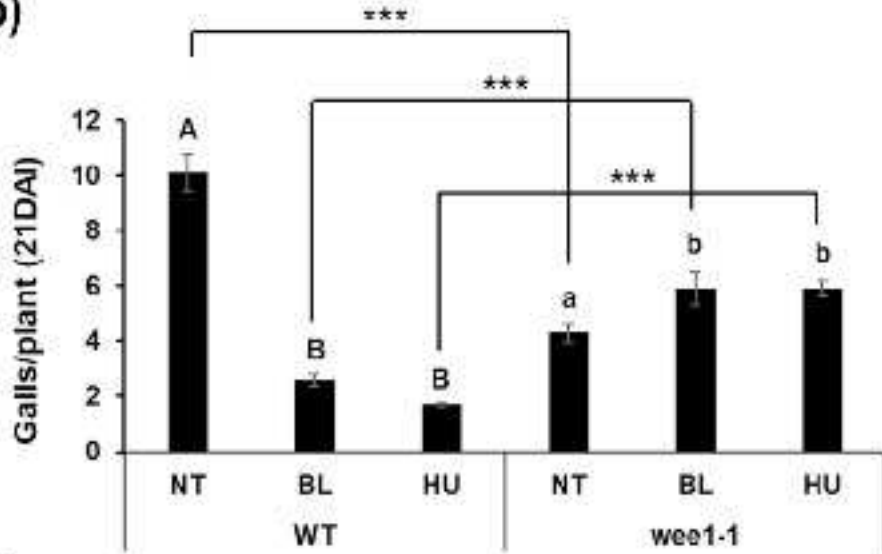 b)
***
***
***
Galls/plant (21DAI)
12
10
8
6
4
2
0
A
B
B
a
b
b
NT BL HU NT BL HU
WT wee1-1